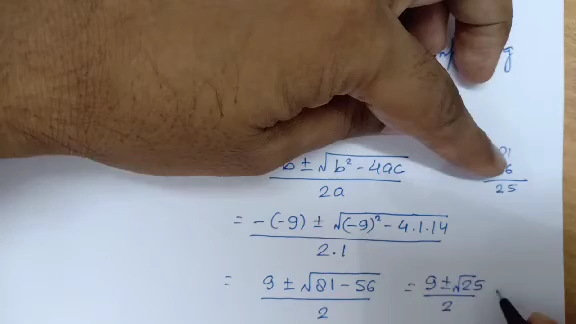 b ± √b² - 4ac
2a
= -(-9) ± √(-9)² - 4.1.14
2.1
= 9 ± √81 - 56
2
= 9 ± √25
2
25